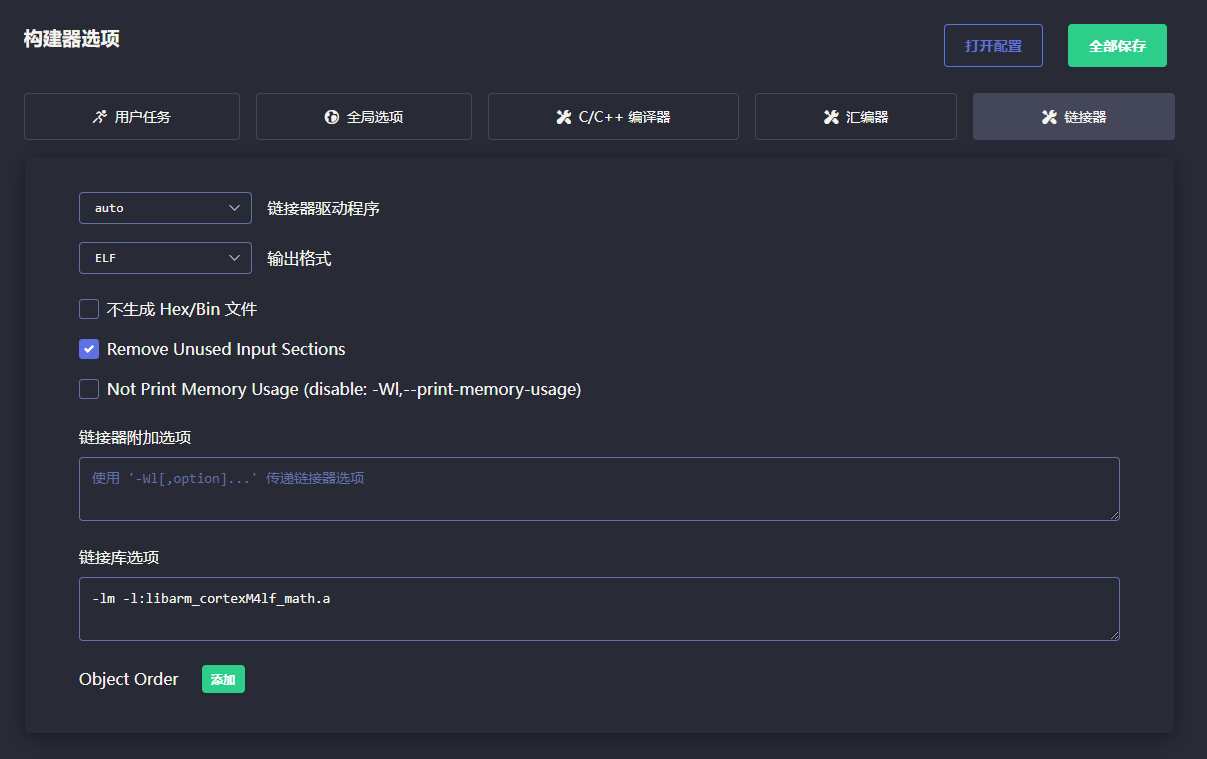 构建器选项
打开配置
全部保存
用户任务
全局选项
C/C++ 编译器
汇编器
链接器
auto
链接器驱动程序
ELF
输出格式
不生成 Hex/Bin 文件
Remove Unused Input Sections
Not Print Memory Usage (disable: -Wl,--print-memory-usage)
链接器附加选项
使用 '-Wl[,option]...' 传递链接器选项
链接库选项
-lm -l:libarm_cortexM4lf_math.a
Object Order
添加